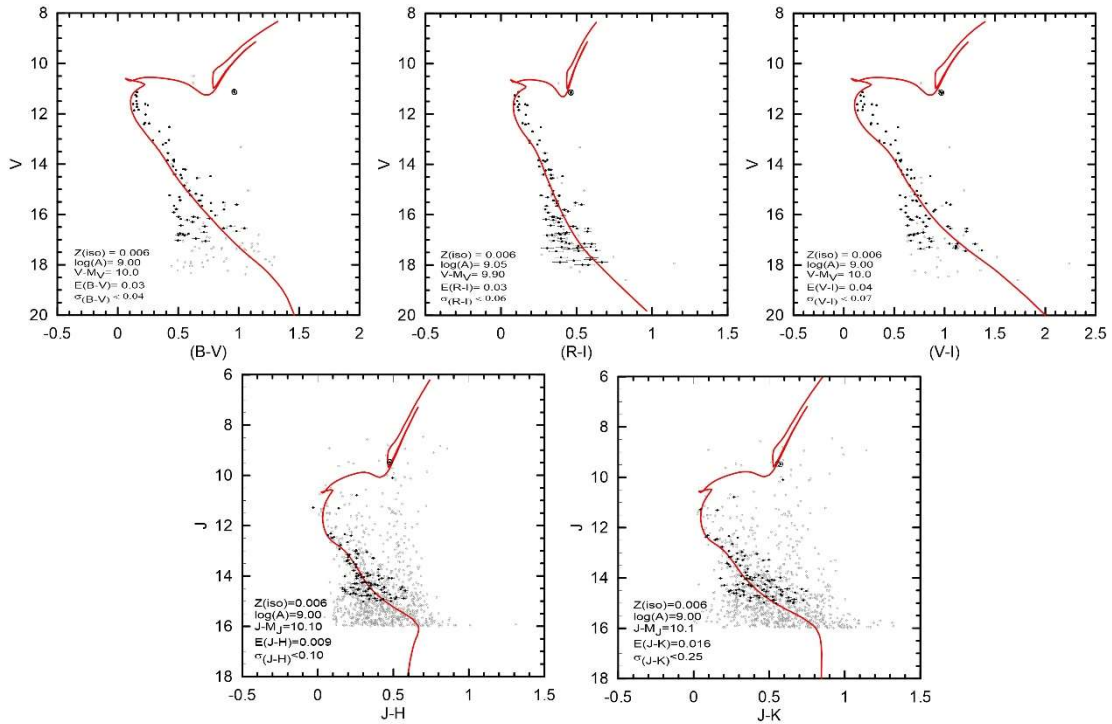 8
10
12
14
16
18
20
V
Z(iso) = 0.006
log(A)= 9.00
V-MV= 10.0
E(B-V)= 0.03
σ(B-V) < 0.04
-0.5 0 0.5 1 1.5 2
(B-V)
8
10
12
14
16
18
20
V
Z(iso) = 0.006
log(A)= 9.05
V-MV= 9.90
E(R-I)= 0.03
σ(R-I) < 0.06
-0.5 0 0.5 1 1.5
(R-I)
8
10
12
14
16
18
20
V
Z(iso) = 0.006
log(A)= 9.00
V-MV= 10.0
E(V-I)= 0.04
σ(V-I) < 0.07
-0.5 0 0.5 1 1.5 2 2.5
(V-I)
6
8
10
12
14
16
18
J
Z(iso)=0.006
log(A)=9.00
J-MJ=10.10
E(J-H)=0.009
σ(J-H)<0.10
-0.5 0 0.5 1 1.5
J-H
6
8
10
12
14
16
18
J
Z(iso)=0.006
log(A)=9.00
J-MJ=10.1
E(J-K)=0.016
σ(J-K)<0.25
-0.5 0 0.5 1 1.5
J-K